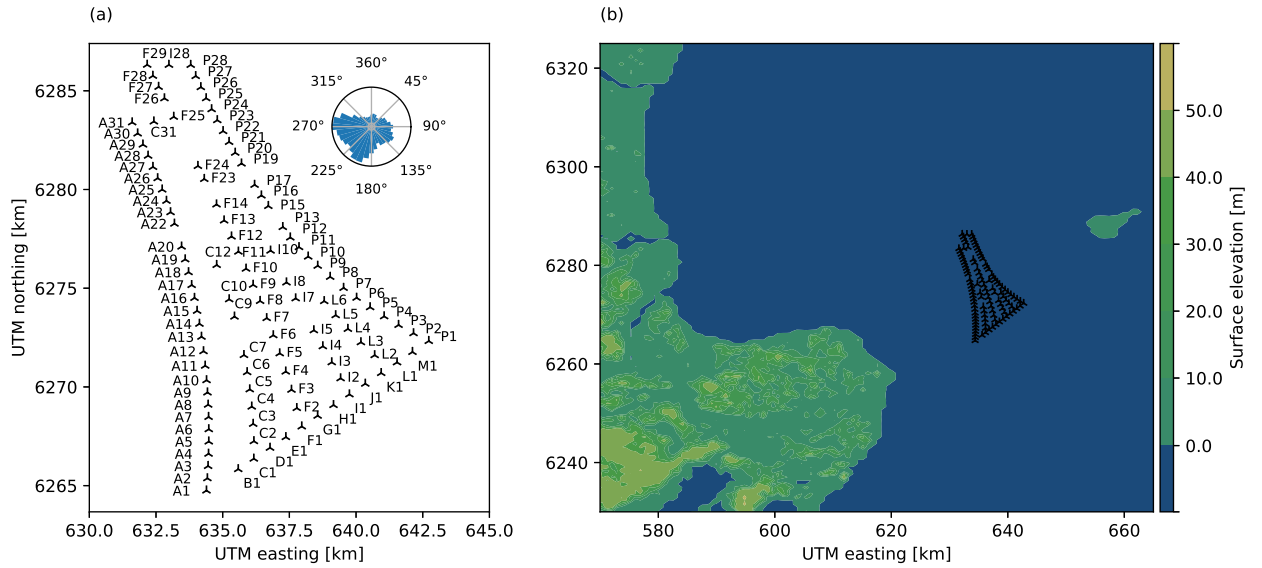 (a)
(b)
F29 I28
P28
F28
P27
F27
P26
F26
P25
P24
A31
F25
P23
A30
C31
P22
A29
P21
A28
P20
A27
F24
P19
A26
F23
P17
A25
P16
A24
F14
P15
A23
F13
P13
A22
P12
F12
P11
A20
C12
F11
I10
P10
A19
P9
A18
F10
P8
A17
C10
F9
I8
P7
A16
C9
F8
I7
L6
P6
A15
P5
A14
F7
L5
P4
A13
F6
I5
L4
P3
P2
P1
A12
C7
F5
I4
L3
A11
C6
F4
I3
L2
M1
A10
C5
I2
L1
A9
F3
K1
A8
C4
J1
A7
C3
F2
I1
A6
H1
A5
C2
G1
A4
F1
A3
E1
A2
D1
A1
C1
B1
360°
315°
45°
270°
90°
225°
135°
180°
6285
6280
6275
6270
6265
UTM northing [km]
630.0 632.5 635.0 637.5 640.0 642.5 645.0
UTM easting [km]
6320
6300
6280
6260
6240
580 600 620 640 660
UTM easting [km]
50.0
40.0
30.0
20.0
10.0
0.0
Surface elevation [m]